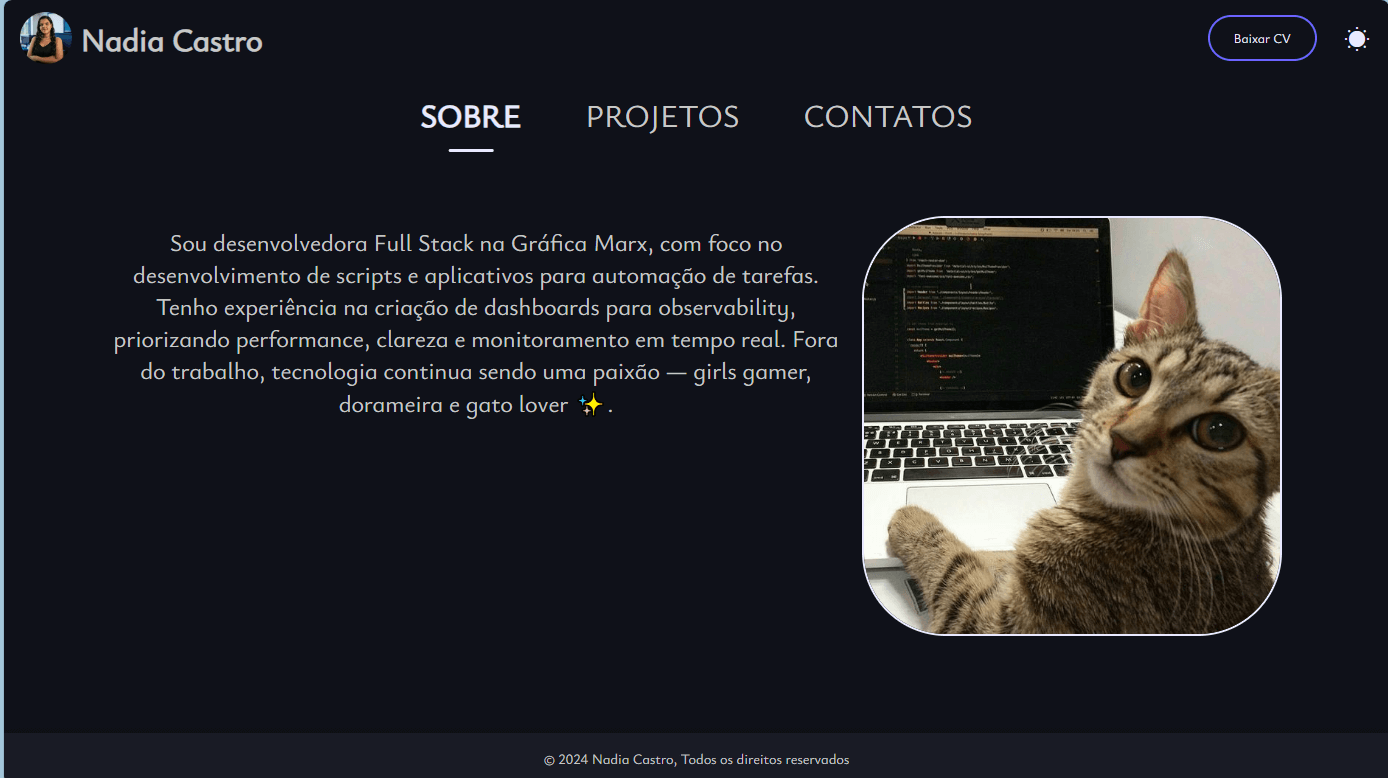 Nadia Castro
Baixar CV
SOBRE
PROJETOS
CONTATOS
Sou desenvolvedora Full Stack na Gráfica Marx, com foco no
desenvolvimento de scripts e aplicativos para automação de tarefas.
Tenho experiência na criação de dashboards para observability,
priorizando performance, clareza e monitoramento em tempo real. Fora
do trabalho, tecnologia continua sendo uma paixão — girls gamer,
dorameira e gato lover ✨ .
© 2024 Nadia Castro, Todos os direitos reservados